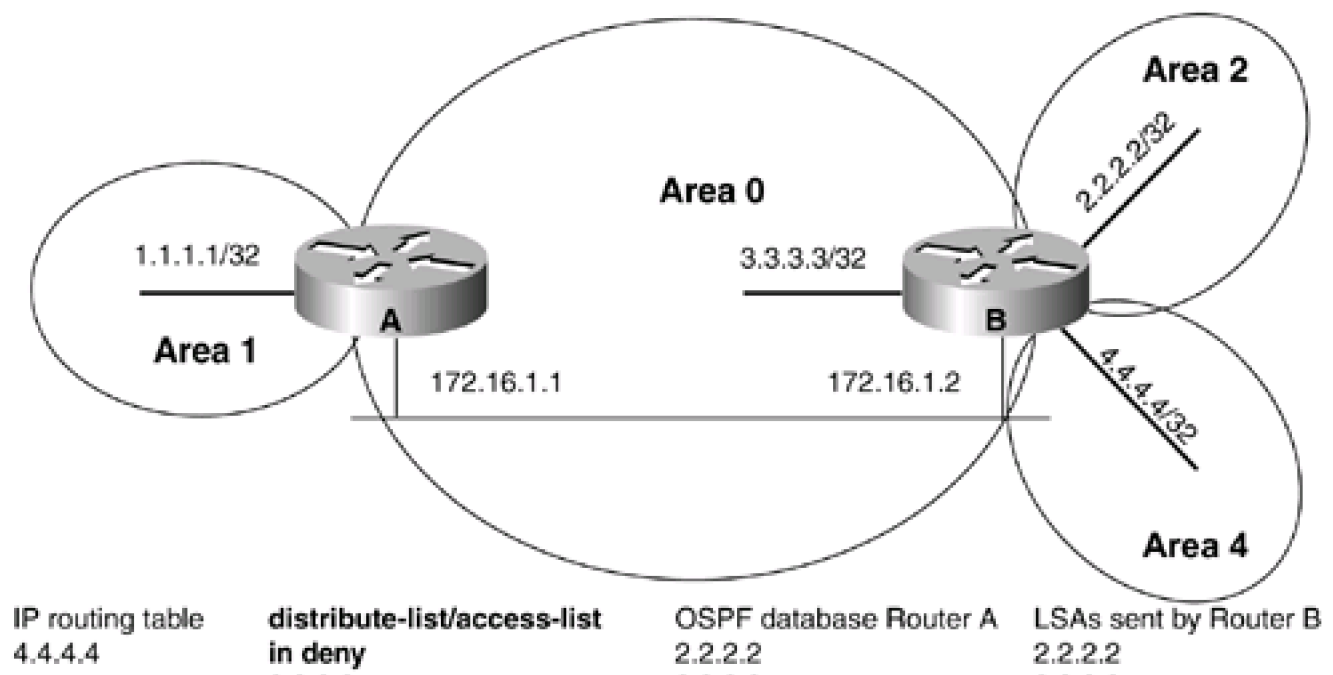 Area 2
2.2.2.2/32
Area 0
1.1.1.1/32
3.3.3.3/32
A
B
Area 1
172.16.1.1
172.16.1.2
4.4.4.4/32
Area 4
IP routing table
4.4.4.4
distribute-list/access-list
in deny
OSPF database Router A
2.2.2.2
LSAs sent by Router B
2.2.2.2